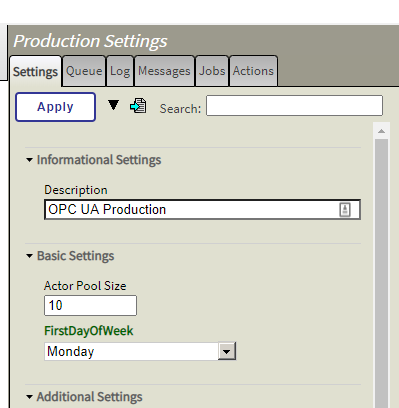 Production Settings
Settings Queue Log Messages Jobs Actions
Apply Search:
Informational Settings
Description
OPC UA Production
Basic Settings
Actor Pool Size
10
FirstDayOfWeek
Monday
Additional Settings